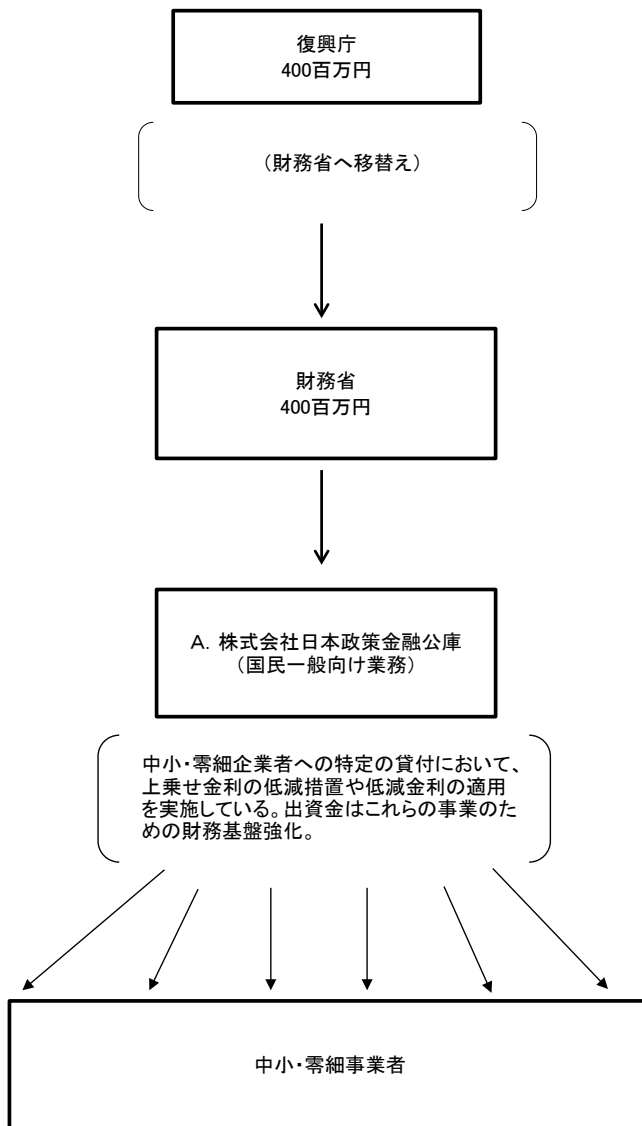 復興庁
400百万円
(財務省へ移替え)
財務省
400百万円
A. 株式会社日本政策金融公庫
(国民一般向け業務)
中小・零細企業者への特定の貸付において、
上乗せ金利の低減措置や低減金利の適用
を実施している。出資金はこれらの事業のた
めの財務基盤強化。
中小・零細事業者